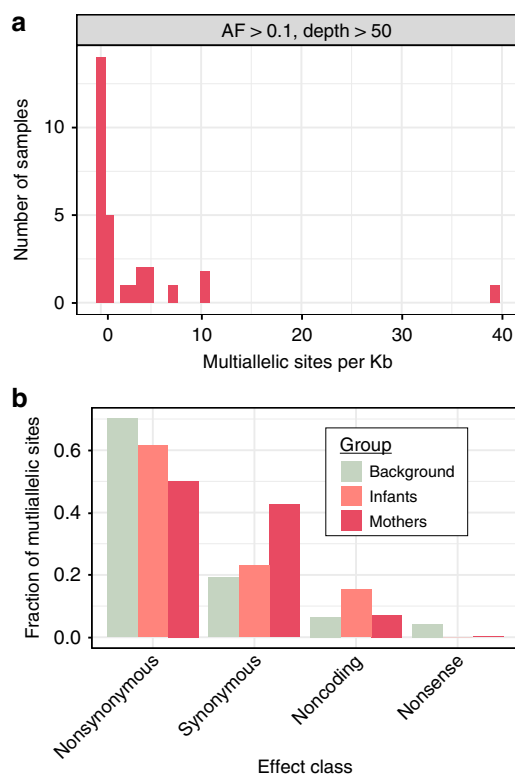 a
AF > 0.1, depth > 50
Number of samples
10
5
0
0 10 20 30 40
Multiallelic sites per Kb
b
Fraction of mutliallelic sites
0.6
0.4
0.2
0.0
Group
Background
Infants
Mothers
Nonsynonymous
Synonymous
Noncoding
Nonsense
Effect class